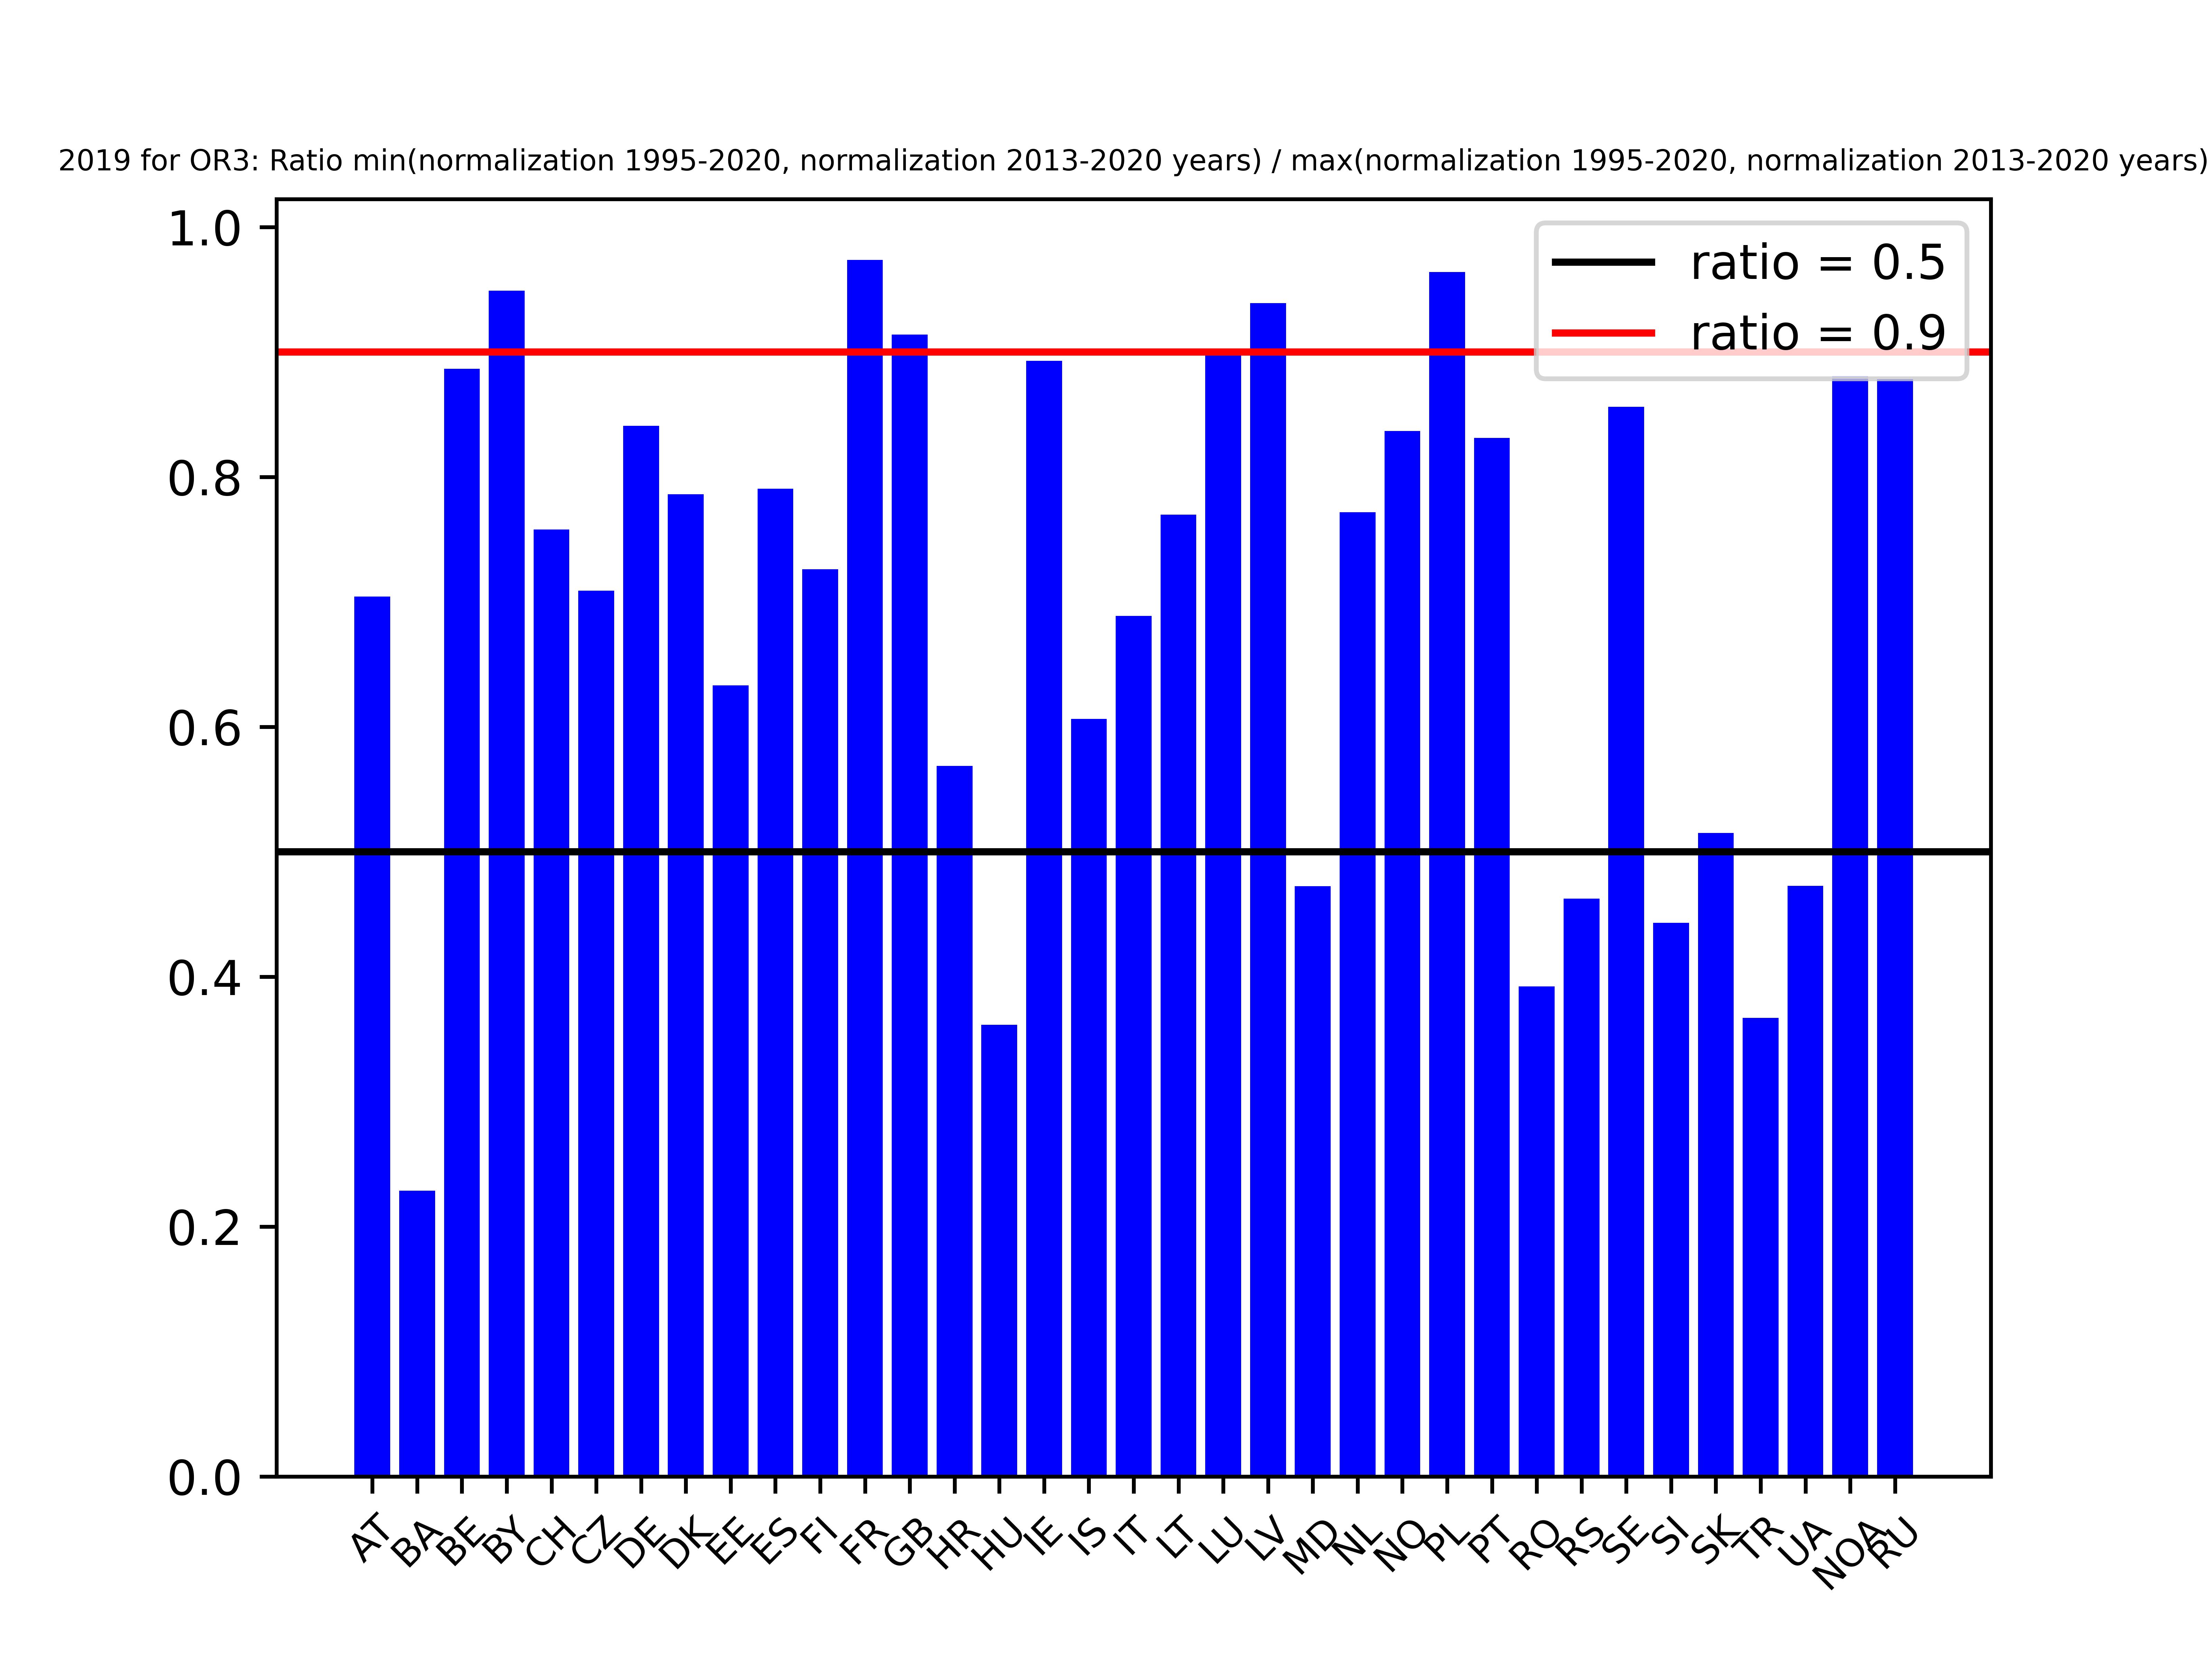 2019 for OR3: Ratio min(normalization 1995-2020, normalization 2013-2020 years) / max(normalization 1995-2020, normalization 2013-2020 years)
1.0
0.8
0.6
0.4
0.2
0.0
ratio = 0.5
ratio = 0.9
AT BA BE BY CH CZ DE DK EE ES FI FR GB HR HU IE IS IT LT LU LV MD NL NO PL PT RO RS SE SI SK TR UA NOA RU